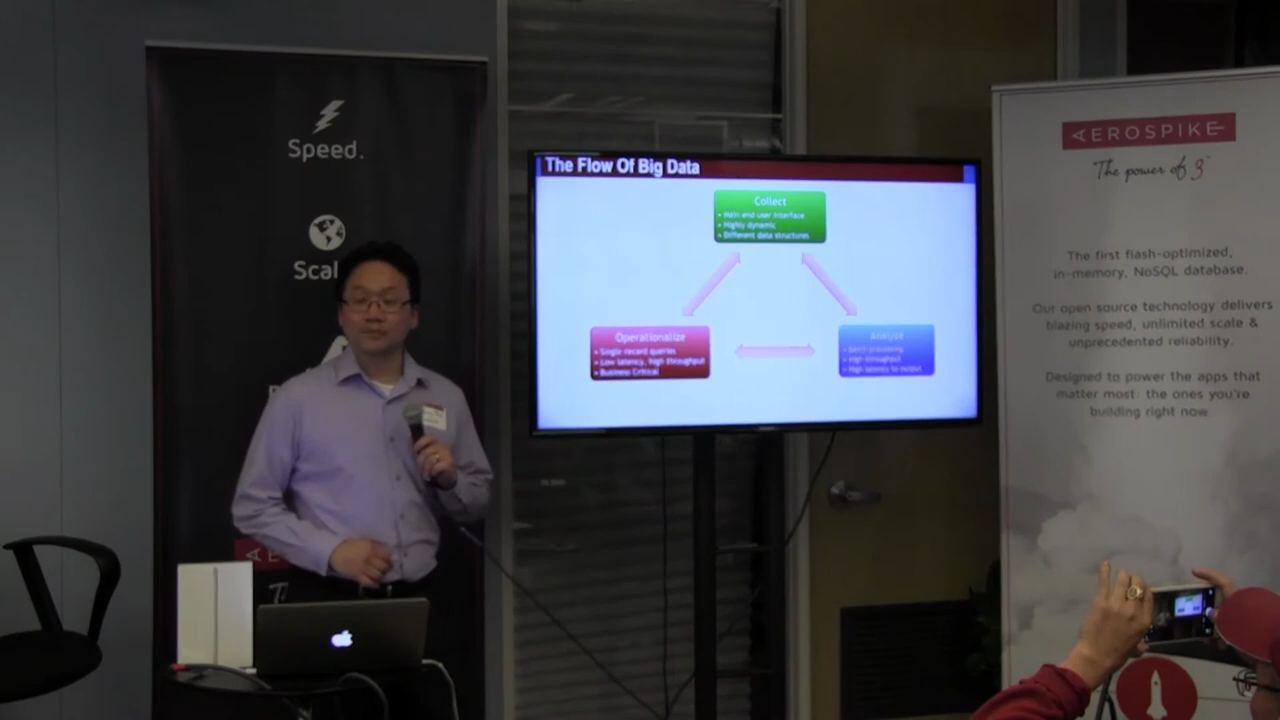 Speed.
Scal
The Flow Of Big Data
Collect
• Main end user interface
• Highly dynamic
• Different data structures
Operationalize
• Single record queries
• Low latency, high throughput
• Business Critical
Analyze
• Batch processing
• High throughput
• High latency to output
AEROSPIKE
The power of 3
The first flash-optimized,
in-memory, NoSQL database.
Our open source technology delivers
blazing speed, unlimited scale &
unprecedented reliability.
Designed to power the apps that
matter most: the ones you're
building right now